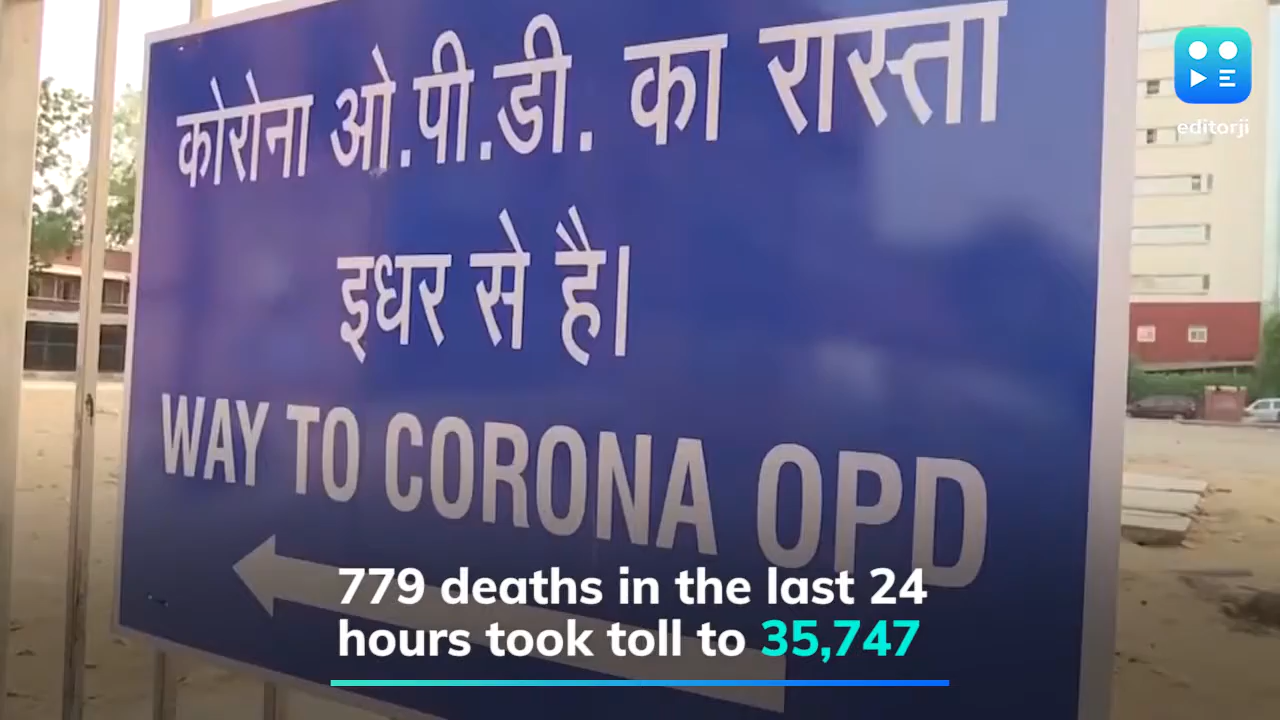 कोरोना ओ.पी.डी. का रास्ता
इधर से है।
WAY TO CORONA OPD
779 deaths in the last 24
hours took toll to 35,747
editorji